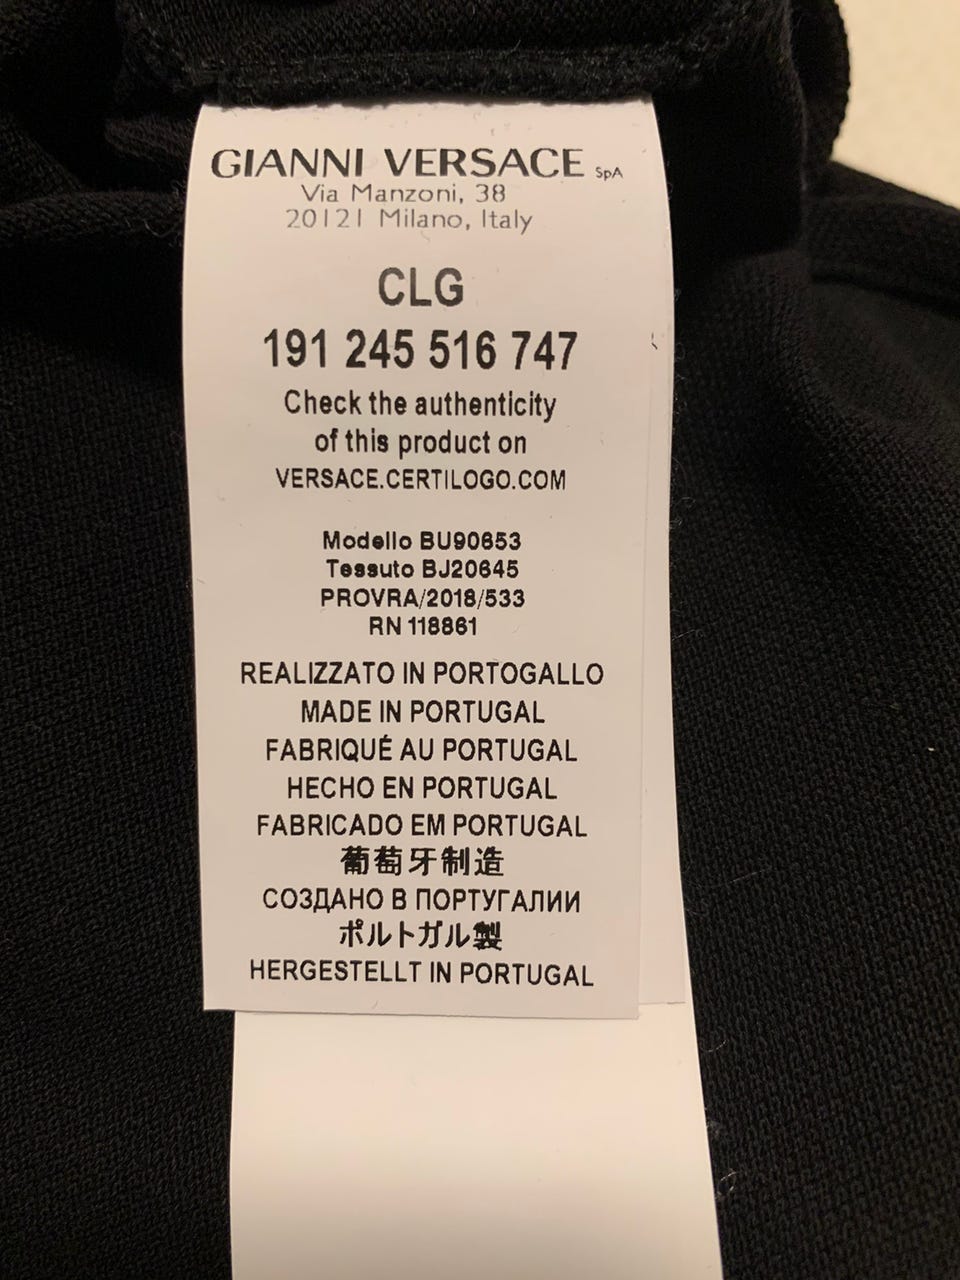 GIANNI VERSACE SpA
Via Manzoni, 38
20121 Milano, Italy
CLG
191 245 516 747
Check the authenticity
of this product on
VERSACE.CERTILOGO.COM
Modello BU90653
Tessuto BJ20645
PROVRA/2018/533
RN 118861
REALIZZATO IN PORTOGALLO
MADE IN PORTUGAL
FABRIQUÉ AU PORTUGAL
HECHO EN PORTUGAL
FABRICADO EM PORTUGAL
葡萄牙制造
СОЗДАНО В ПОРТУГАЛИИ
ポルトガル製
HERGESTELLT IN PORTUGAL